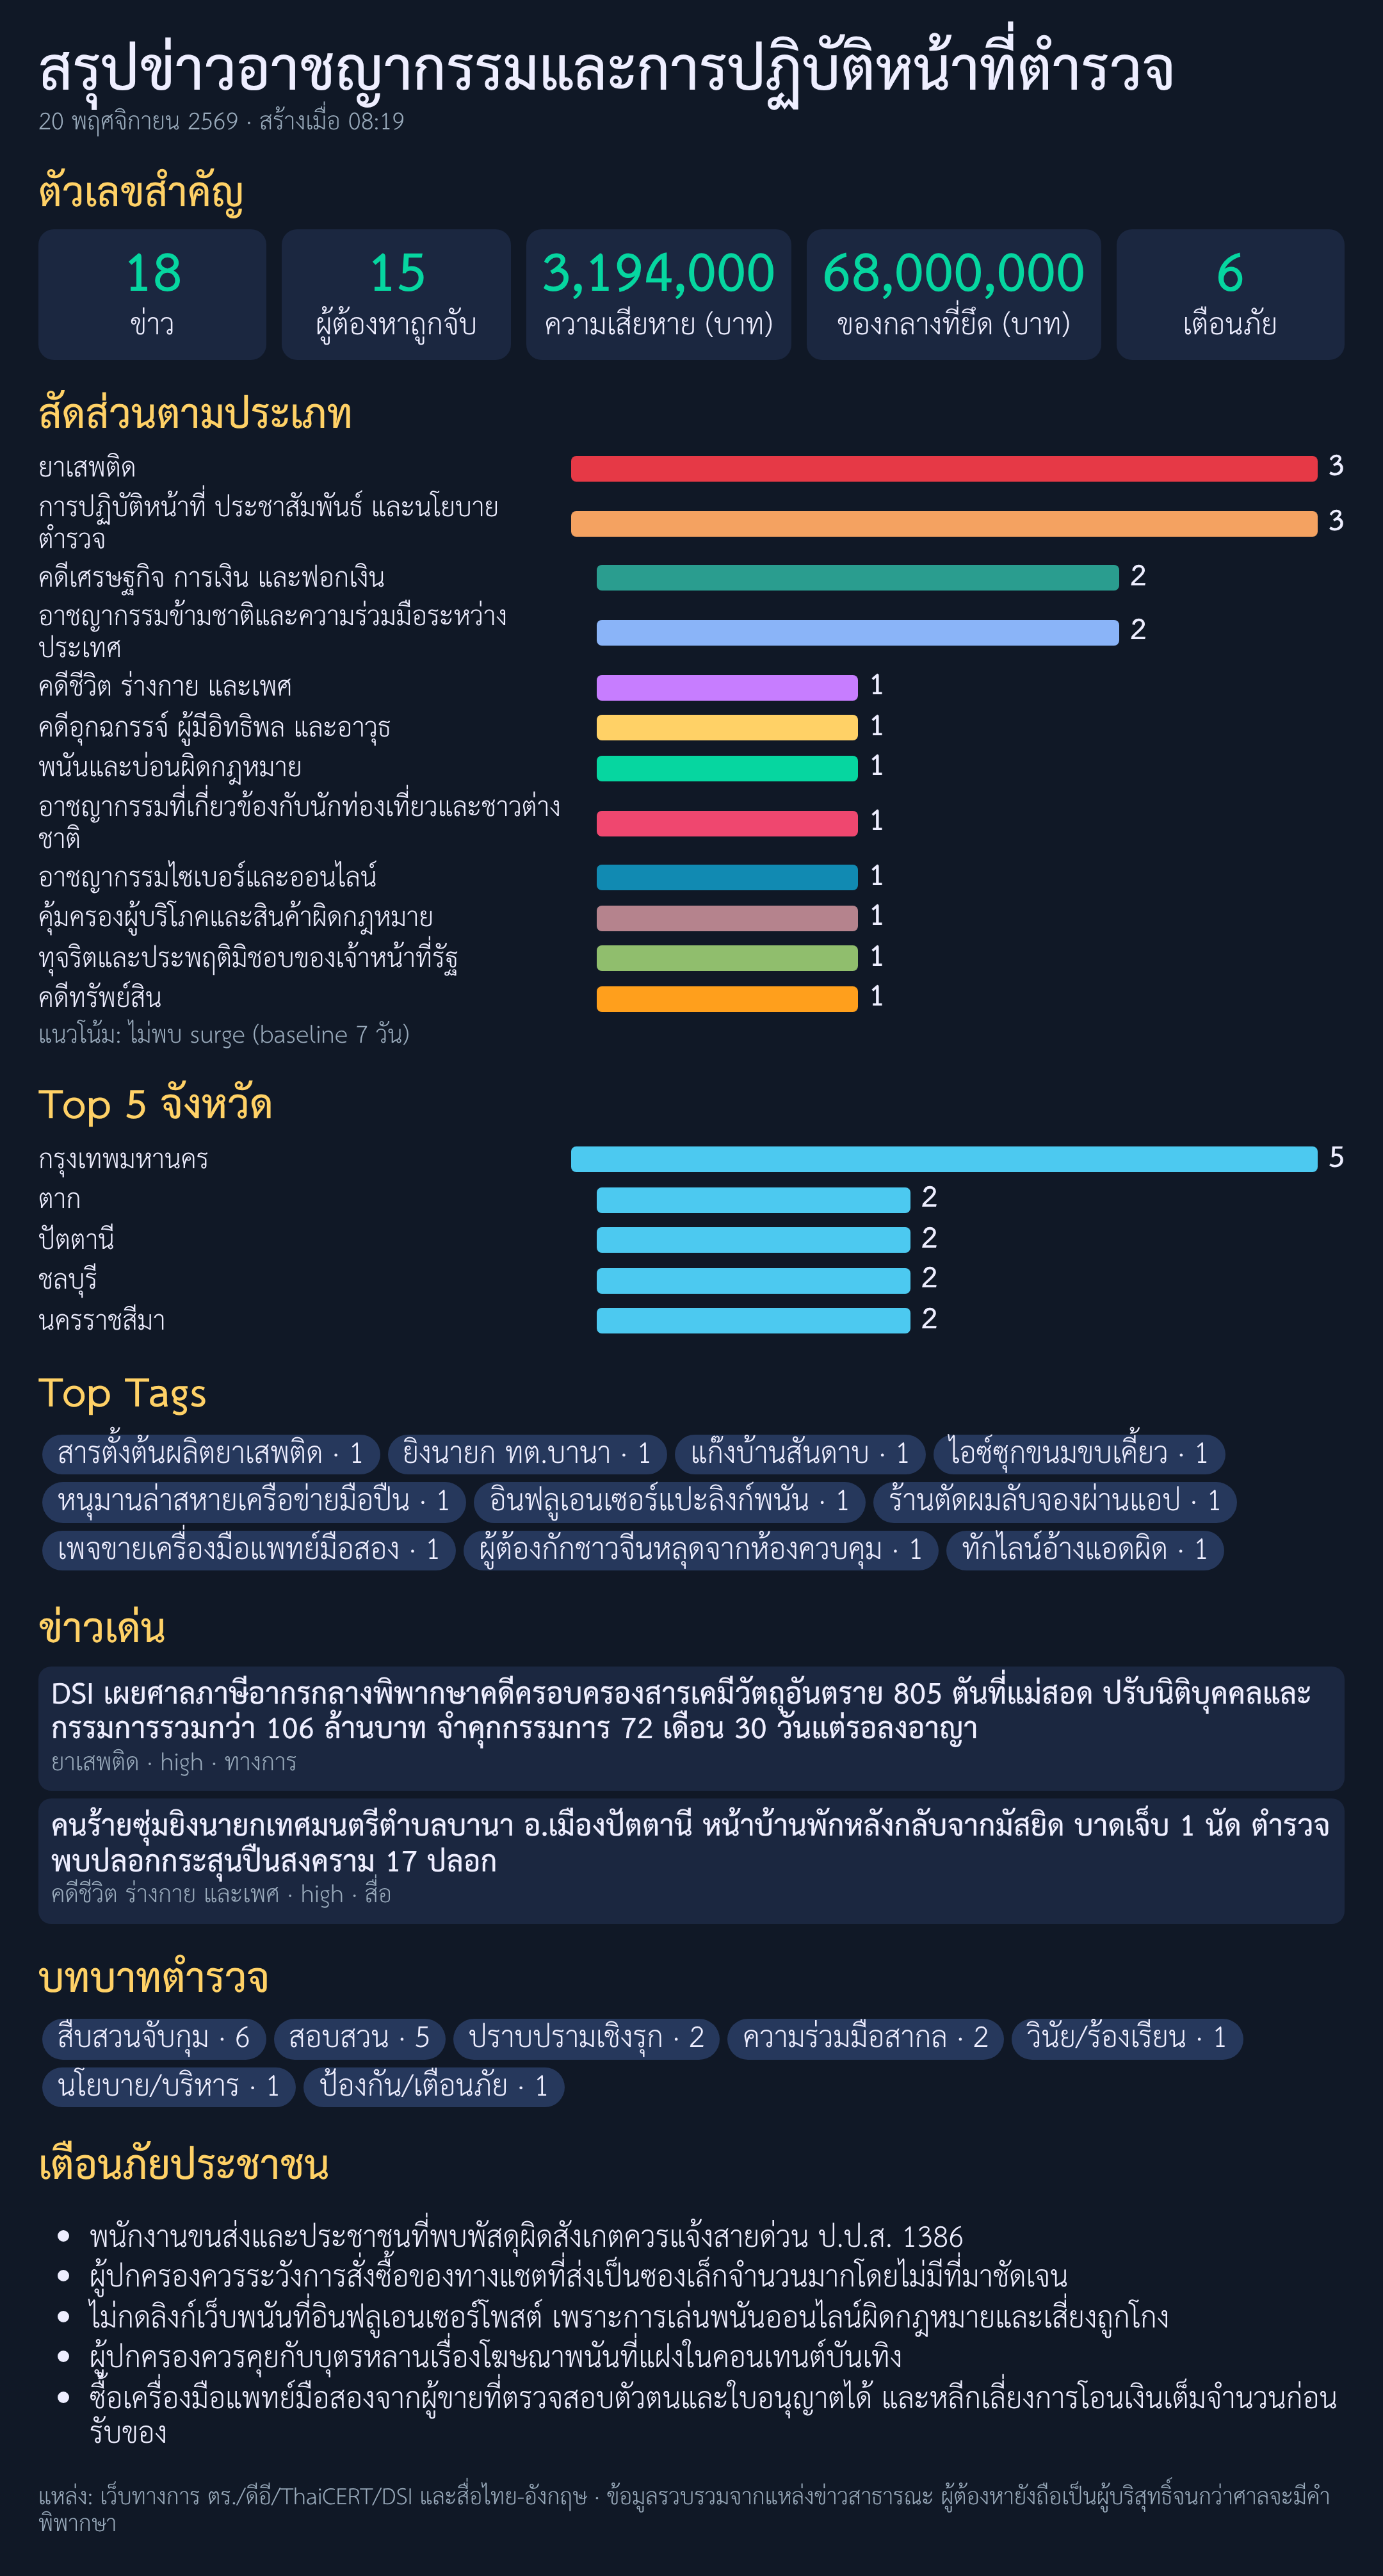 สรุปข่าวอาชญากรรมและการปฏิบัติหน้าที่ตำรวจ
20 พฤศจิกายน 2569 · สร้างเมื่อ 08:19
ตัวเลขสำคัญ
18
ข่าว
15
ผู้ต้องหาถูกจับ
3,194,000
ความเสียหาย (บาท)
68,000,000
ของกลางที่ยึด (บาท)
6
เตือนภัย
สัดส่วนตามประเภท
ยาเสพติด 3
การปฏิบัติหน้าที่ ประชาสัมพันธ์ และนโยบาย
ตำรวจ 3
คดีเศรษฐกิจ การเงิน และฟอกเงิน 2
อาชญากรรมข้ามชาติและความร่วมมือระหว่าง
ประเทศ 2
คดีชีวิต ร่างกาย และเพศ 1
คดีอุกฉกรรจ์ ผู้มีอิทธิพล และอาวุธ 1
พนันและบ่อนผิดกฎหมาย 1
อาชญากรรมที่เกี่ยวข้องกับนักท่องเที่ยวและชาวต่าง
ชาติ 1
อาชญากรรมไซเบอร์และออนไลน์ 1
คุ้มครองผู้บริโภคและสินค้าผิดกฎหมาย 1
ทุจริตและประพฤติมิชอบของเจ้าหน้าที่รัฐ 1
คดีทรัพย์สิน 1
แนวโน้ม: ไม่พบ surge (baseline 7 วัน)
Top 5 จังหวัด
กรุงเทพมหานคร 5
ตาก 2
ปัตตานี 2
ชลบุรี 2
นครราชสีมา 2
Top Tags
สารตั้งต้นผลิตยาเสพติด · 1 ยิงนายก ทต.บานา · 1 แก๊งบ้านสันดาบ · 1 ไอซ์ซุกขนมขบเคี้ยว · 1
หนุมานล่าสหายเครือข่ายมือปืน · 1 อินฟลูเอนเซอร์แปะลิงก์พนัน · 1 ร้านตัดผมลับจองผ่านแอป · 1
เพจขายเครื่องมือแพทย์มือสอง · 1 ผู้ต้องกักชาวจีนหลุดจากห้องควบคุม · 1 ทักไลน์อ้างแอดผิด · 1
ข่าวเด่น
DSI เผยศาลภาษีอากรกลางพิพากษาคดีครอบครองสารเคมีวัตถุอันตราย 805 ตันที่แม่สอด ปรับนิติบุคคลและ
กรรมการรวมกว่า 106 ล้านบาท จำคุกกรรมการ 72 เดือน 30 วันแต่รอลงอาญา
ยาเสพติด · high · ทางการ
คนร้ายซุ่มยิงนายกเทศมนตรีตำบลบานา อ.เมืองปัตตานี หน้าบ้านพักหลังกลับจากมัสยิด บาดเจ็บ 1 นัด ตำรวจ
พบปลอกกระสุนปืนสงคราม 17 ปลอก
คดีชีวิต ร่างกาย และเพศ · high · สื่อ
บทบาทตำรวจ
สืบสวนจับกุม · 6 สอบสวน · 5 ปราบปรามเชิงรุก · 2 ความร่วมมือสากล · 2 วินัย/ร้องเรียน · 1
นโยบาย/บริหาร · 1 ป้องกัน/เตือนภัย · 1
เตือนภัยประชาชน
• พนักงานขนส่งและประชาชนที่พบพัสดุผิดสังเกตควรแจ้งสายด่วน ป.ป.ส. 1386
• ผู้ปกครองควรระวังการสั่งซื้อของทางแชตที่ส่งเป็นซองเล็กจำนวนมากโดยไม่มีที่มาชัดเจน
• ไม่กดลิงก์เว็บพนันที่อินฟลูเอนเซอร์โพสต์ เพราะการเล่นพนันออนไลน์ผิดกฎหมายและเสี่ยงถูกโกง
• ผู้ปกครองควรคุยกับบุตรหลานเรื่องโฆษณาพนันที่แฝงในคอนเทนต์บันเทิง
• ซื้อเครื่องมือแพทย์มือสองจากผู้ขายที่ตรวจสอบตัวตนและใบอนุญาตได้ และหลีกเลี่ยงการโอนเงินเต็มจำนวนก่อน
รับของ
แหล่ง: เว็บทางการ ตร./ดีอี/ThaiCERT/DSI และสื่อไทย-อังกฤษ · ข้อมูลรวบรวมจากแหล่งข่าวสาธารณะ ผู้ต้องหายังถือเป็นผู้บริสุทธิ์จนกว่าศาลจะมีคำ
พิพากษา